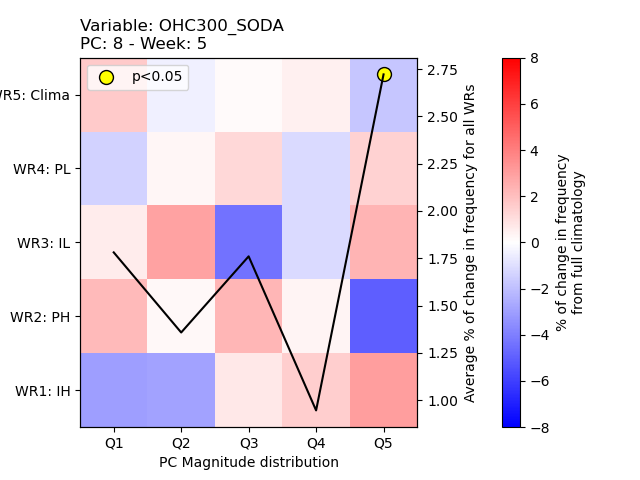 Variable: OHC300_SODA
PC: 8 - Week: 5
p<0.05
WR5: Clima
WR4: PL
WR3: IL
WR2: PH
WR1: IH
Q1 Q2 Q3 Q4 Q5
PC Magnitude distribution
2.75
2.50
2.25
2.00
1.75
1.50
1.25
1.00
Average % of change in frequency for all WRs
8
6
4
2
0
−2
−4
−6
−8
% of change in frequency
from full climatology